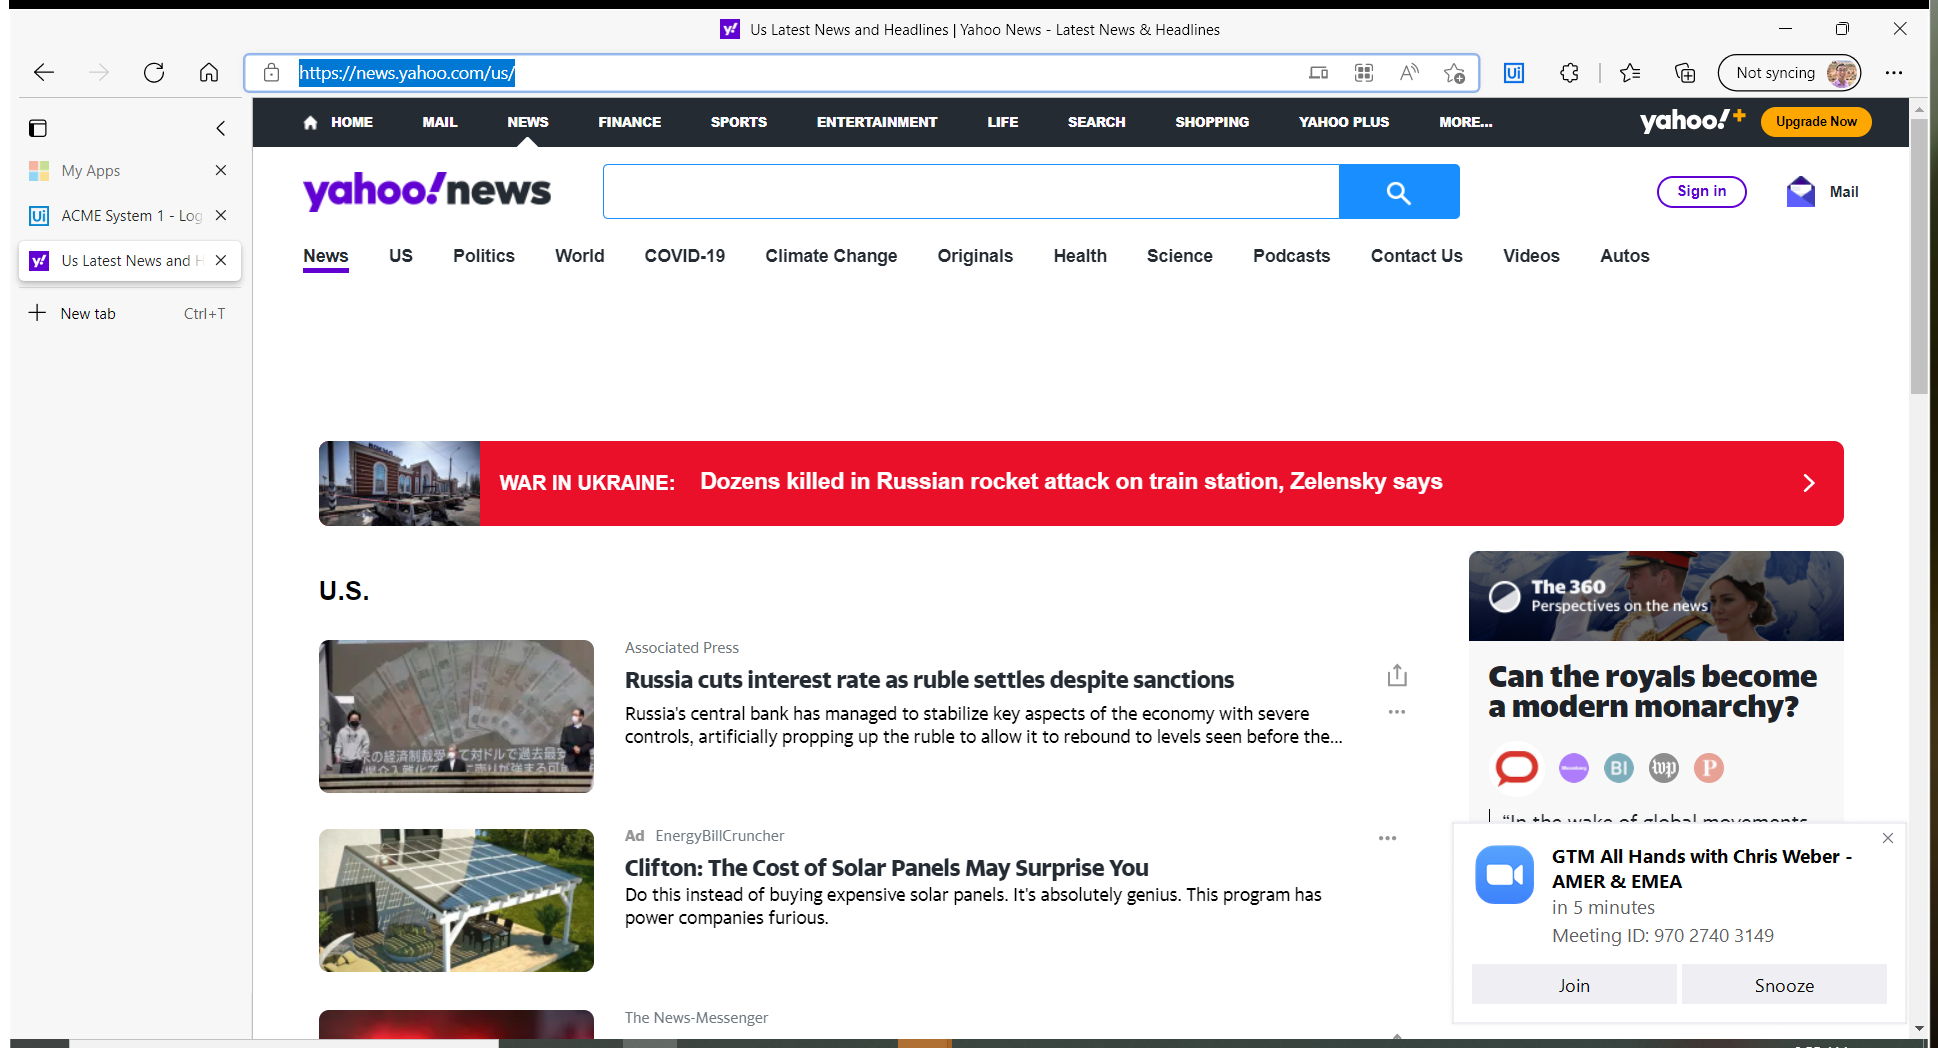 Us Latest News and Headlines | Yahoo News - Latest News & Headlines
https://news.yahoo.com/us/
Not syncing
My Apps
ACME System 1 - Log
Us Latest News and H
New tab Ctrl+T
HOME MAIL NEWS FINANCE SPORTS ENTERTAINMENT LIFE SEARCH SHOPPING YAHOO PLUS MORE...
yahoo!+ Upgrade Now
yahoo!news
Sign in Mail
News US Politics World COVID-19 Climate Change Originals Health Science Podcasts Contact Us Videos Autos
WAR IN UKRAINE: Dozens killed in Russian rocket attack on train station, Zelensky says
U.S.
Associated Press
Russia cuts interest rate as ruble settles despite sanctions
Russia's central bank has managed to stabilize key aspects of the economy with severe
controls, artificially propping up the ruble to allow it to rebound to levels seen before the...
Ad EnergyBillCruncher
Clifton: The Cost of Solar Panels May Surprise You
Do this instead of buying expensive solar panels. It's absolutely genius. This program has
power companies furious.
The News-Messenger
The 360
Perspectives on the news
Can the royals become
a modern monarchy?
BI wp P
"In the wake of global movements
GTM All Hands with Chris Weber -
AMER & EMEA
in 5 minutes
Meeting ID: 970 2740 3149
Join Snooze